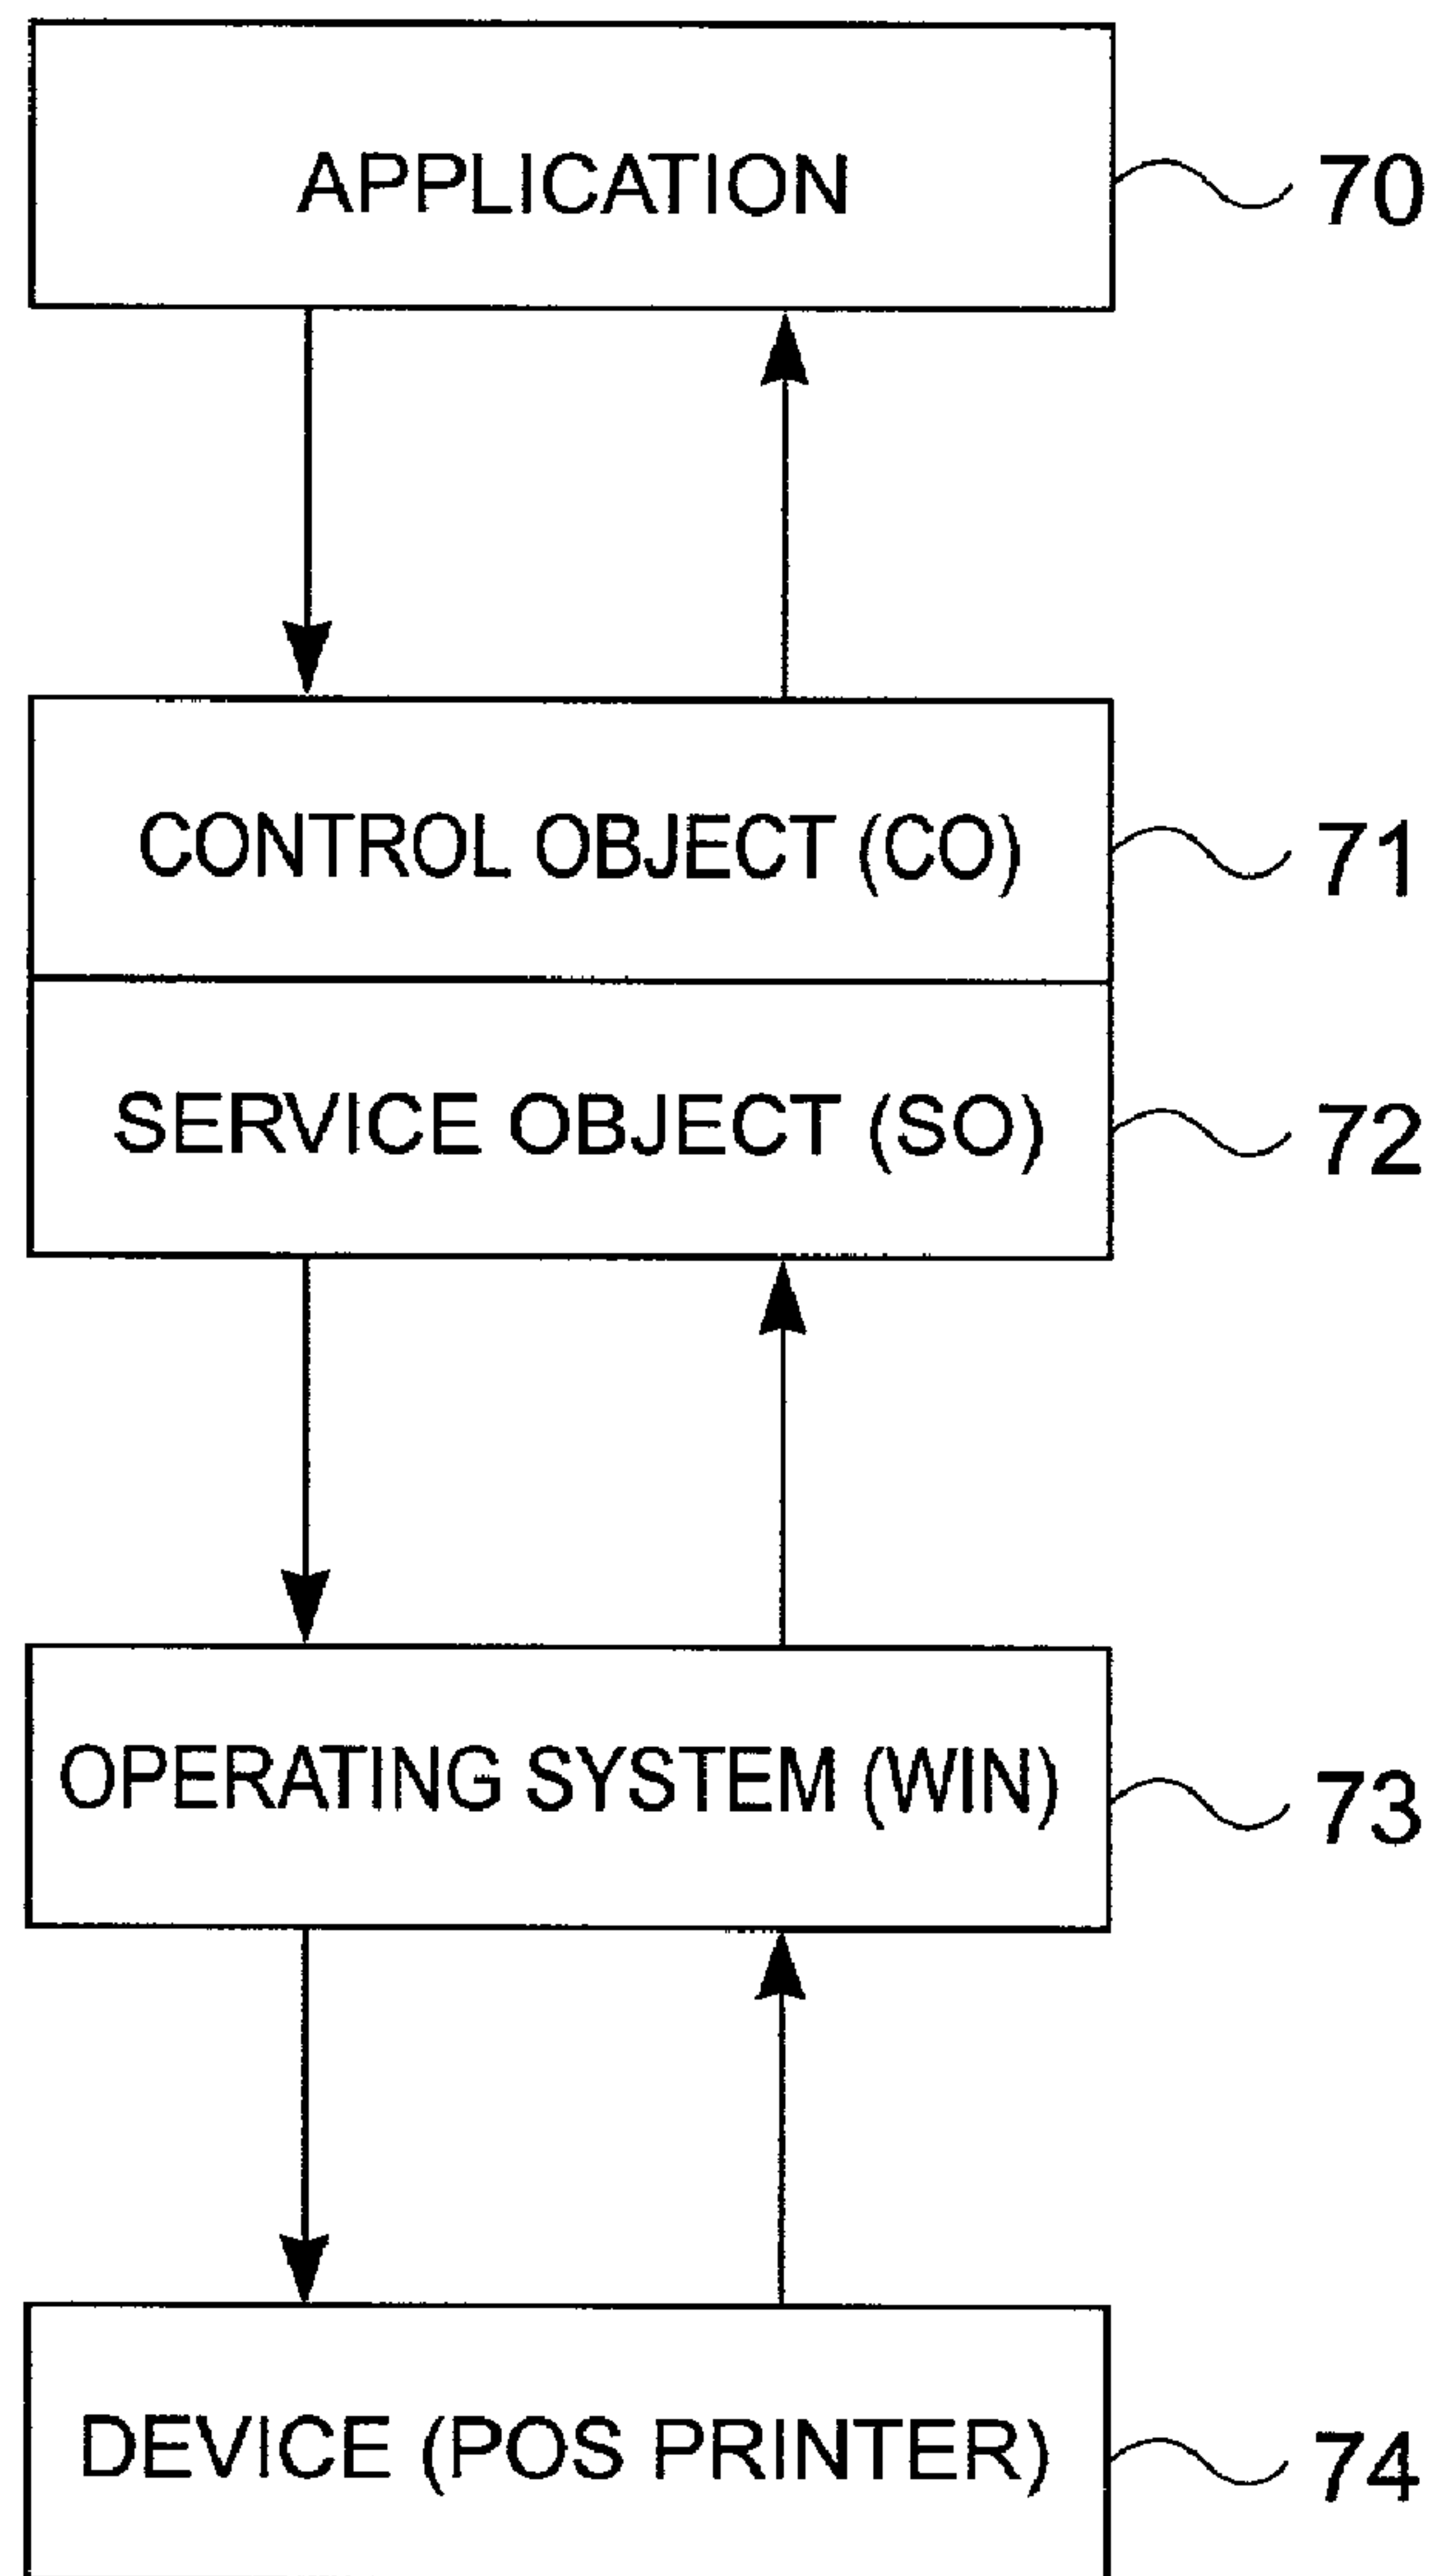 APPLICATION
70
CONTROL OBJECT (CO)
71
SERVICE OBJECT (SO)
72
OPERATING SYSTEM (WIN)
73
DEVICE (POS PRINTER)
74